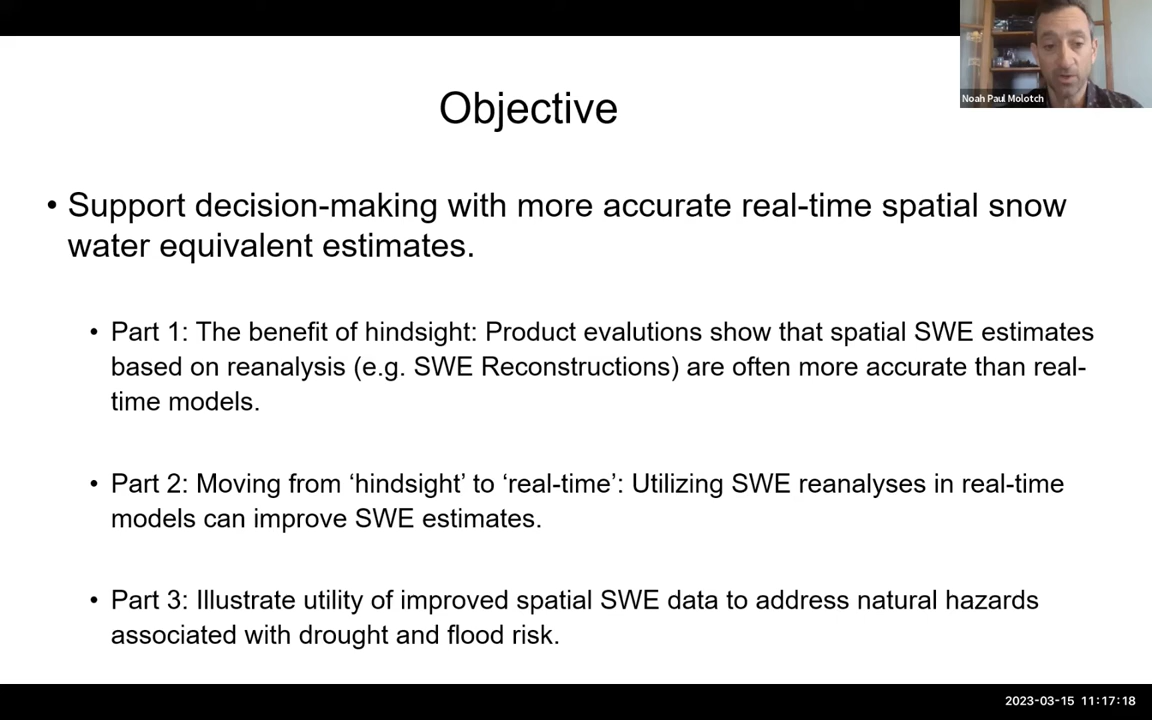 Noah Paul Molotch
Objective
• Support decision-making with more accurate real-time spatial snow
water equivalent estimates.
• Part 1: The benefit of hindsight: Product evalutions show that spatial SWE estimates
based on reanalysis (e.g. SWE Reconstructions) are often more accurate than real-
time models.
• Part 2: Moving from ‘hindsight’ to ‘real-time’: Utilizing SWE reanalyses in real-time
models can improve SWE estimates.
• Part 3: Illustrate utility of improved spatial SWE data to address natural hazards
associated with drought and flood risk.
2023-03-15 11:17:18